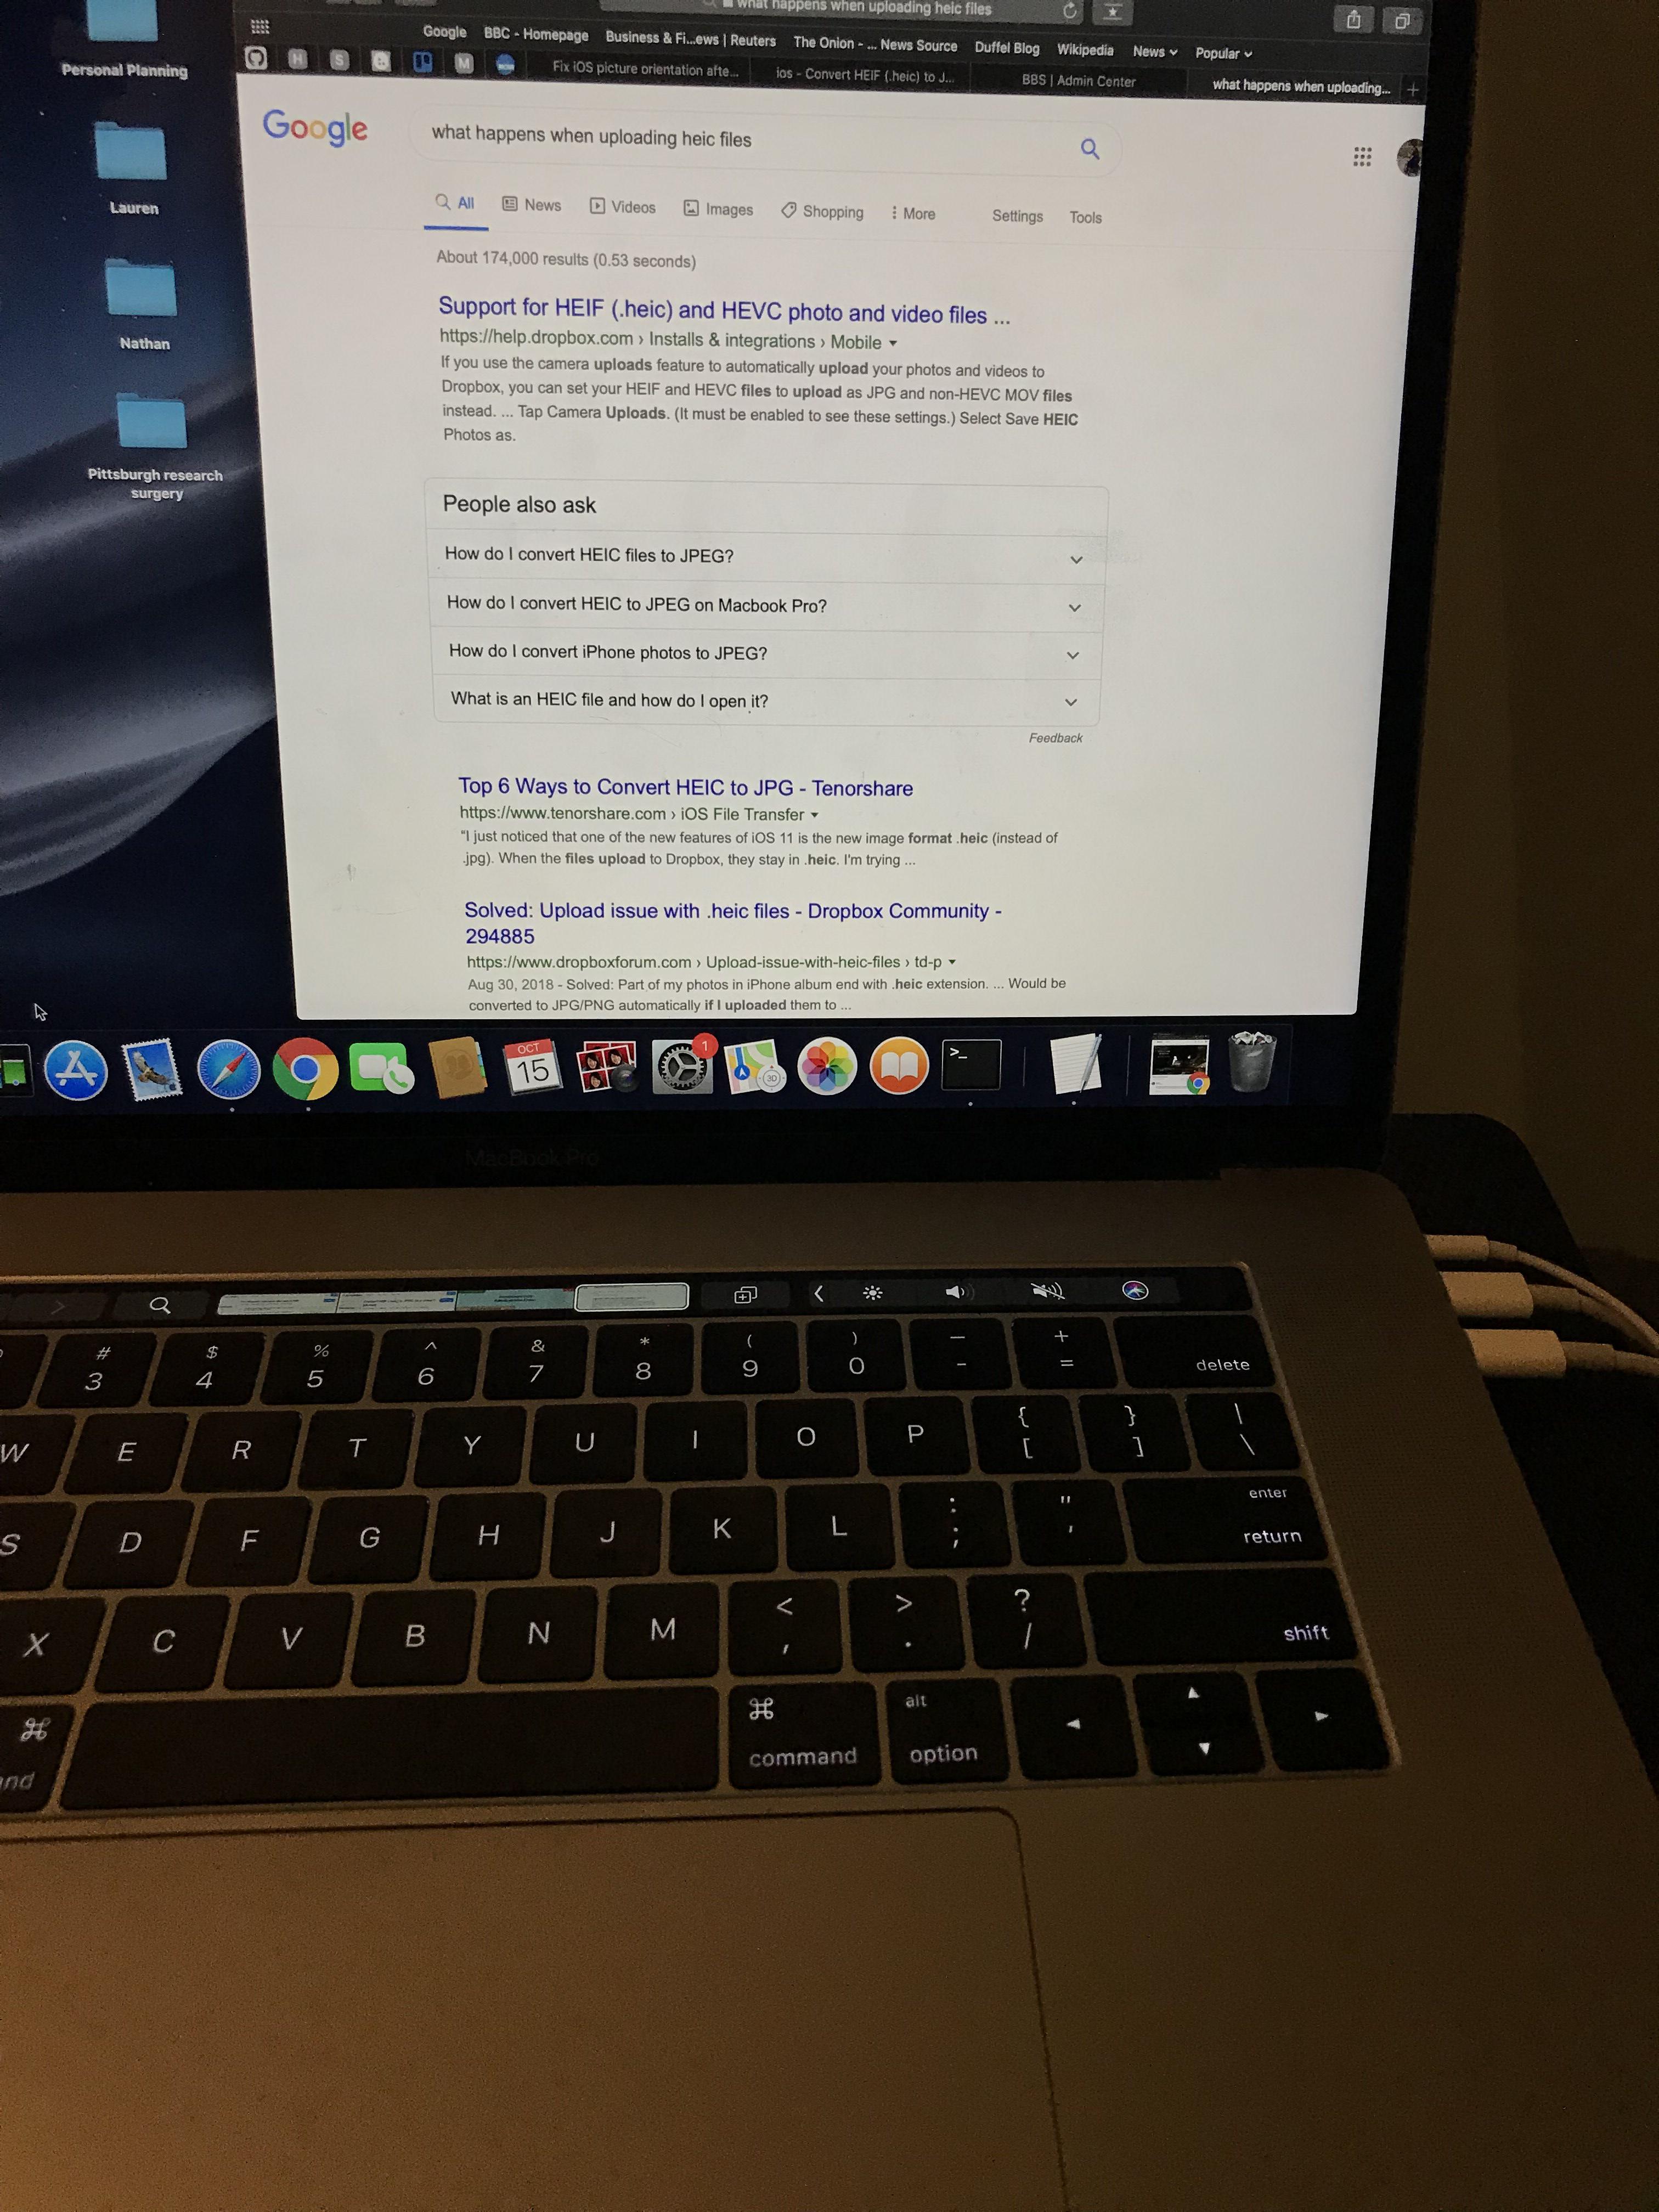 what happens when uploading heic files
Google BBC - Homepage Business & Fi...ews | Reuters The Onion - ... News Source Duffel Blog Wikipedia News Popular
H S M Fix iOS picture orientation afte... ios - Convert HEIF (.heic) to J... BBS | Admin Center what happens when uploading... +
Personal Planning
Lauren
Nathan
Pittsburgh research
surgery
Google what happens when uploading heic files
All News Videos Images Shopping More Settings Tools
About 174,000 results (0.53 seconds)
Support for HEIF (.heic) and HEVC photo and video files ...
https://help.dropbox.com › Installs & integrations › Mobile
If you use the camera uploads feature to automatically upload your photos and videos to
Dropbox, you can set your HEIF and HEVC files to upload as JPG and non-HEVC MOV files
instead. ... Tap Camera Uploads. (It must be enabled to see these settings.) Select Save HEIC
Photos as.
People also ask
How do I convert HEIC files to JPEG?
How do I convert HEIC to JPEG on Macbook Pro?
How do I convert iPhone photos to JPEG?
What is an HEIC file and how do I open it?
Feedback
Top 6 Ways to Convert HEIC to JPG - Tenorshare
https://www.tenorshare.com › iOS File Transfer
"I just noticed that one of the new features of iOS 11 is the new image format .heic (instead of
.jpg). When the files upload to Dropbox, they stay in .heic. I'm trying ...
Solved: Upload issue with .heic files - Dropbox Community -
294885
https://www.dropboxforum.com › Upload-issue-with-heic-files › td-p
Aug 30, 2018 - Solved: Part of my photos in iPhone album end with .heic extension. ... Would be
converted to JPG/PNG automatically if I uploaded them to ...
OCT
15
1
3D
>_
MacBook Pro
# $ % ^ & * ( ) — +
3 4 5 6 7 8 9 0 - = delete
W E R T Y U I O P { [ } ] | \
enter
S D F G H J K L : ; " ' return
X C V B N M < , > . ? / shift
⌘ ⌘ alt ▲
nd command option ◄ ▼ ►